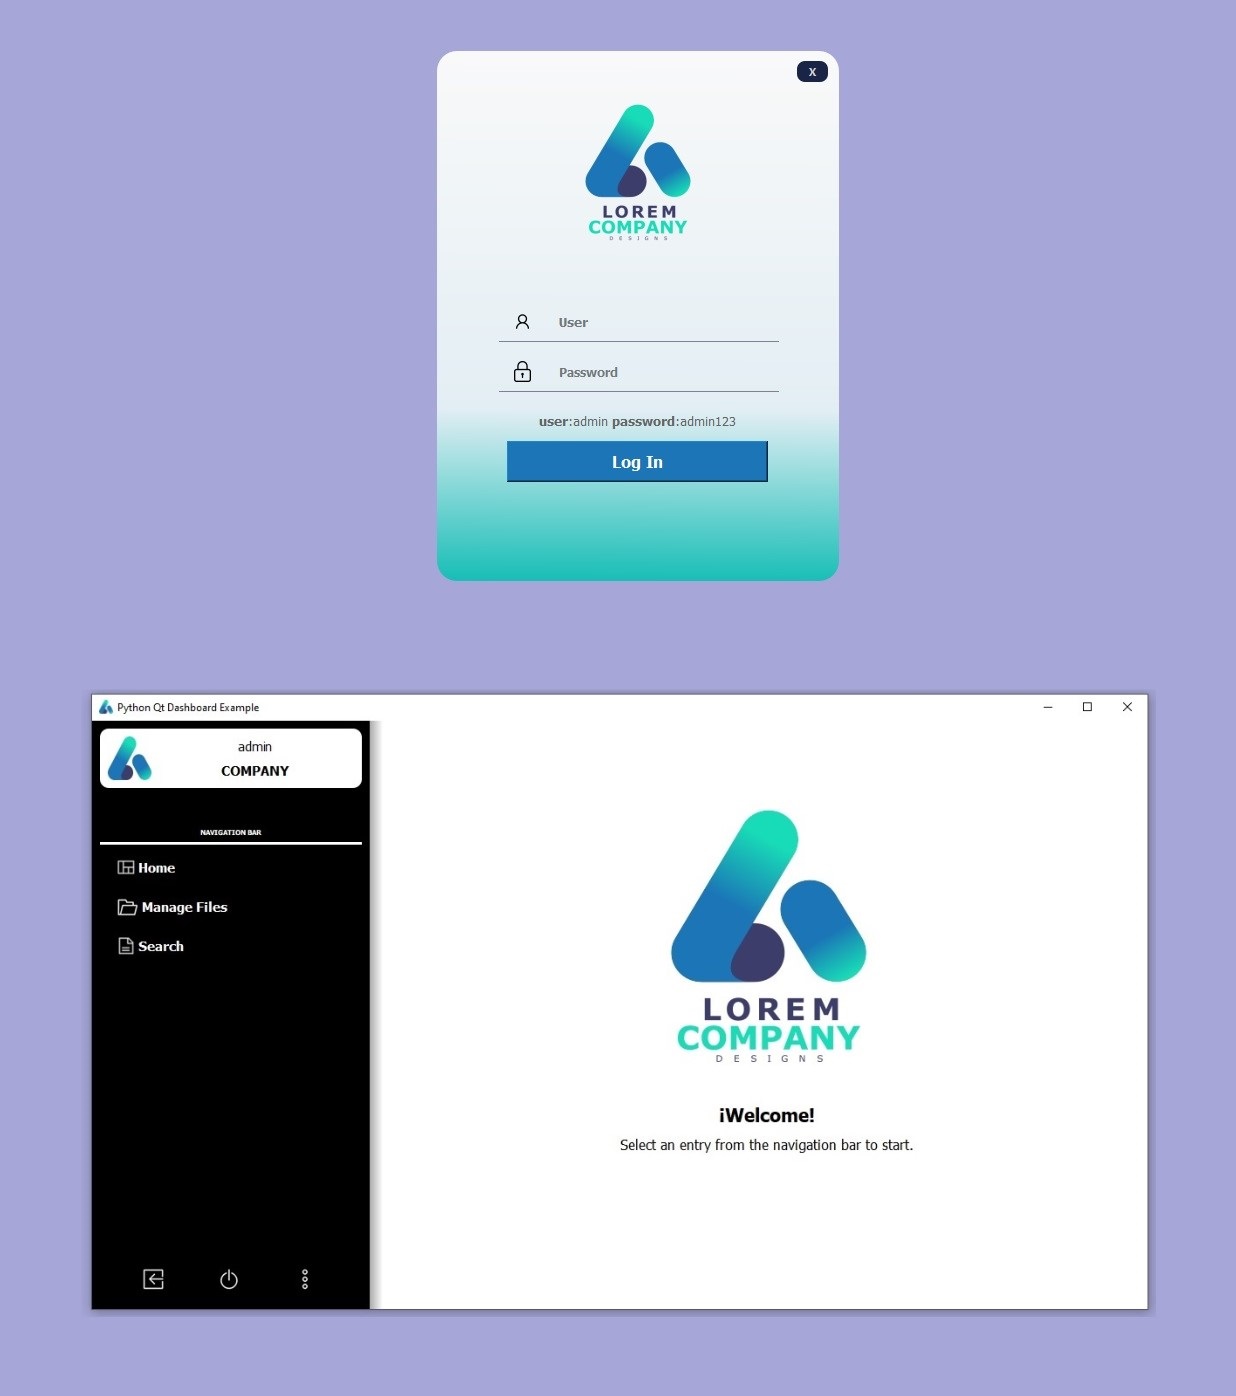 X
LOREM
COMPANY
DESIGNS
User
Password
user:admin password:admin123
Log In
Python Qt Dashboard Example
admin
COMPANY
NAVIGATION BAR
Home
Manage Files
Search
LOREM
COMPANY
DESIGNS
¡Welcome!
Select an entry from the navigation bar to start.